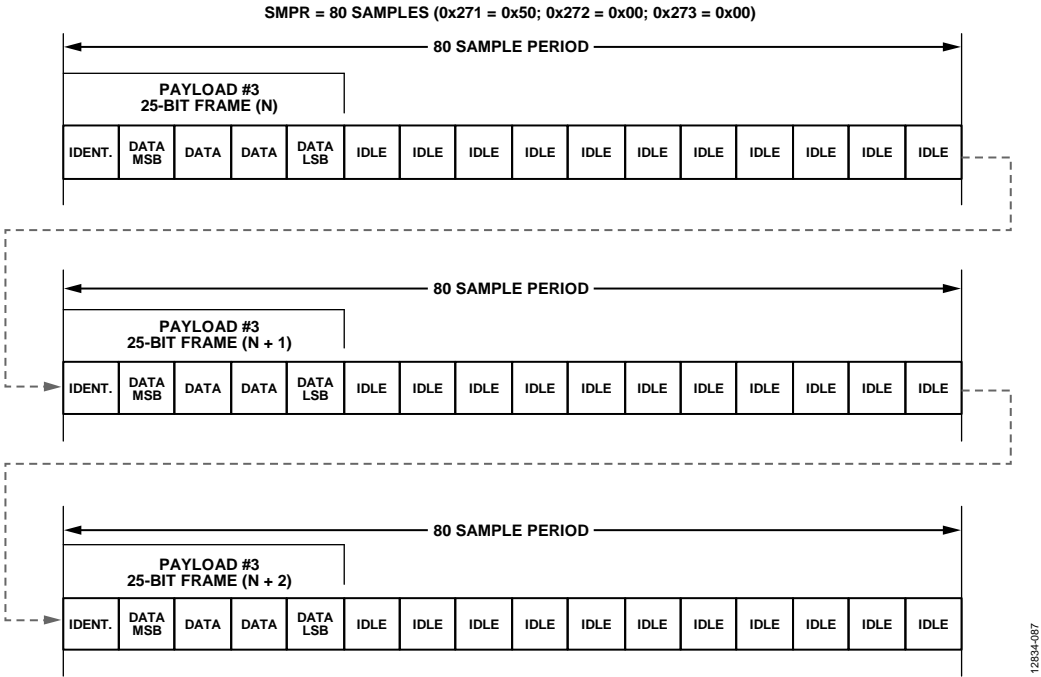 SMPR = 80 SAMPLES (0x271 = 0x50; 0x272 = 0x00; 0x273 = 0x00)
80 SAMPLE PERIOD
PAYLOAD #3
25-BIT FRAME (N)
IDENT. DATA MSB DATA DATA DATA LSB IDLE IDLE IDLE IDLE IDLE IDLE IDLE IDLE IDLE IDLE IDLE
80 SAMPLE PERIOD
PAYLOAD #3
25-BIT FRAME (N + 1)
IDENT. DATA MSB DATA DATA DATA LSB IDLE IDLE IDLE IDLE IDLE IDLE IDLE IDLE IDLE IDLE IDLE
80 SAMPLE PERIOD
PAYLOAD #3
25-BIT FRAME (N + 2)
IDENT. DATA MSB DATA DATA DATA LSB IDLE IDLE IDLE IDLE IDLE IDLE IDLE IDLE IDLE IDLE IDLE
12834-087